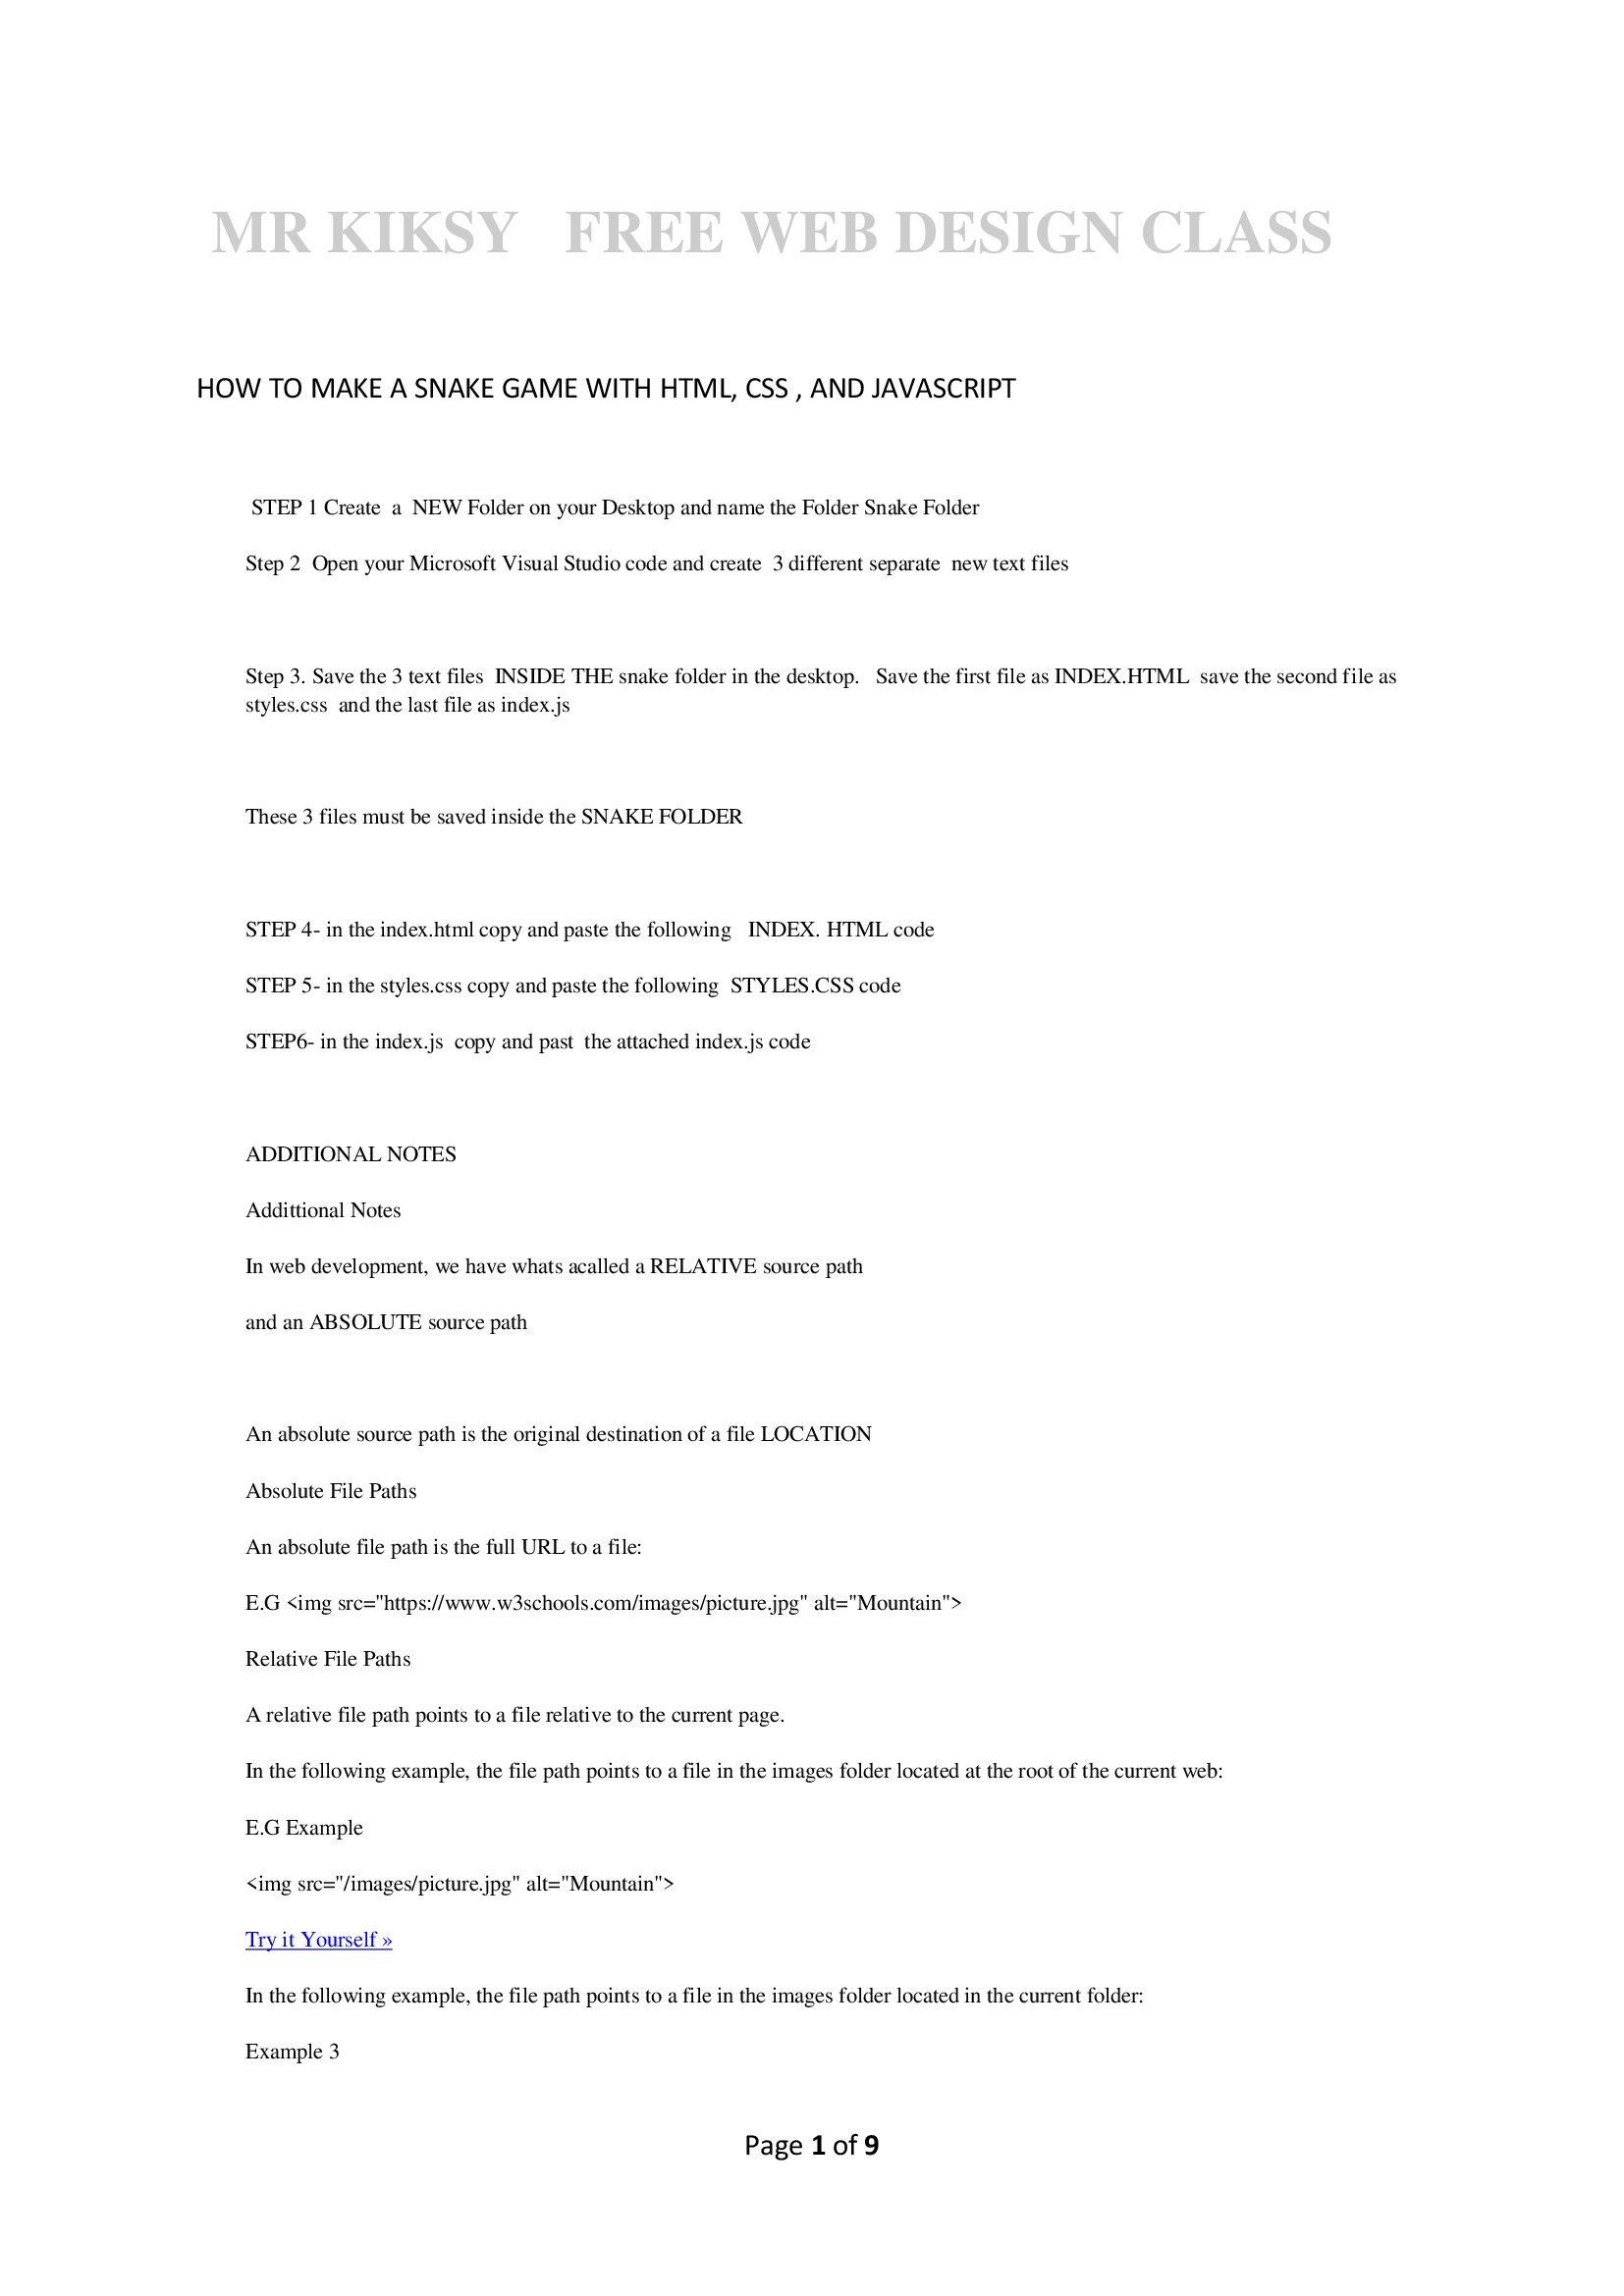 MR KIKSY   FREE WEB DESIGN CLASS
HOW TO MAKE A SNAKE GAME WITH HTML, CSS , AND JAVASCRIPT
STEP 1 Create  a  NEW Folder on your Desktop and name the Folder Snake Folder
Step 2  Open your Microsoft Visual Studio code and create  3 different separate  new text files
Step 3. Save the 3 text files  INSIDE THE snake folder in the desktop.   Save the first file as INDEX.HTML  save the second file as
styles.css  and the last file as index.js
These 3 files must be saved inside the SNAKE FOLDER
STEP 4- in the index.html copy and paste the following   INDEX. HTML code
STEP 5- in the styles.css copy and paste the following  STYLES.CSS code
STEP6- in the index.js  copy and past  the attached index.js code
ADDITIONAL NOTES
Addittional Notes
In web development, we have whats acalled a RELATIVE source path
and an ABSOLUTE source path
An absolute source path is the original destination of a file LOCATION
Absolute File Paths
An absolute file path is the full URL to a file:
E.G <img src="https://www.w3schools.com/images/picture.jpg" alt="Mountain">
Relative File Paths
A relative file path points to a file relative to the current page.
In the following example, the file path points to a file in the images folder located at the root of the current web:
E.G Example
<img src="/images/picture.jpg" alt="Mountain">
Try it Yourself »
In the following example, the file path points to a file in the images folder located in the current folder:
Example 3
Page 1 of 9